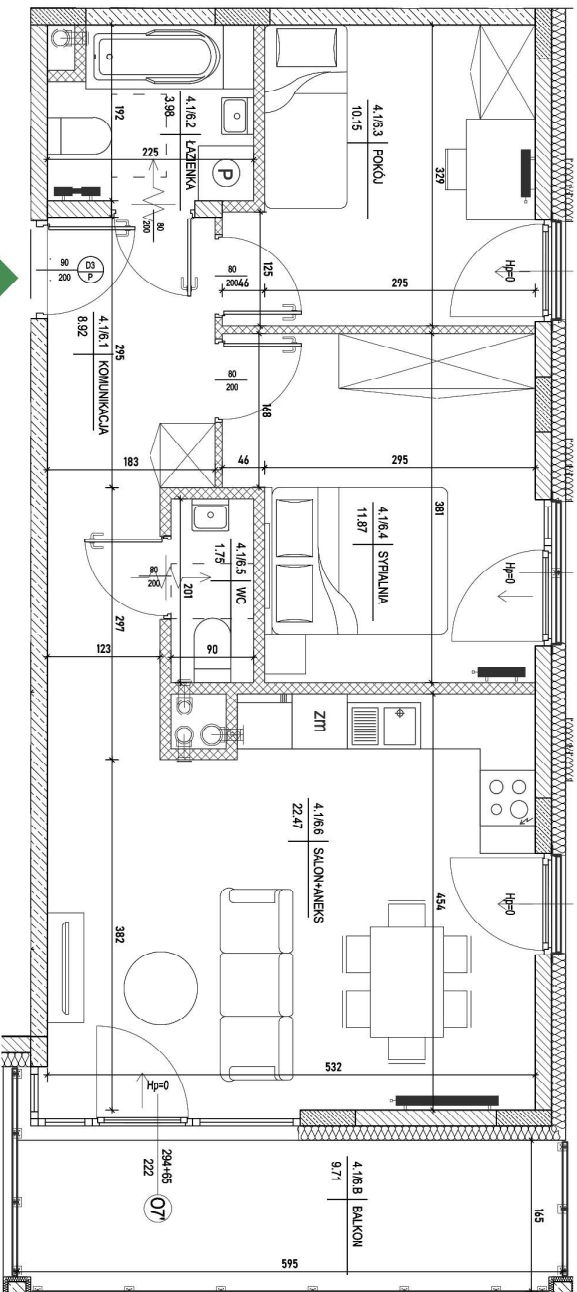 4.1/6.2 ŁAZIENKA
3.98
192
225
P
80
200
90
200
D3
P
4.1/6.1 KOMUNIKACJA
8.92
295
183
4.1/6.3 POKÓJ
10.15
329
295
125
46
80
200
Hp=0
80
200
168
46
295
4.1/6.4 SYPIALNIA
11.87
381
Hp=0
4.1/6.5 WC
1.75
201
90
80
200
297
123
zm
4.1/6.6 SALON+ANEKS
22.47
454
Hp=0
382
532
Hp=0
294+65
222
O7'
4.1/6.B BALKON
9.71
165
595